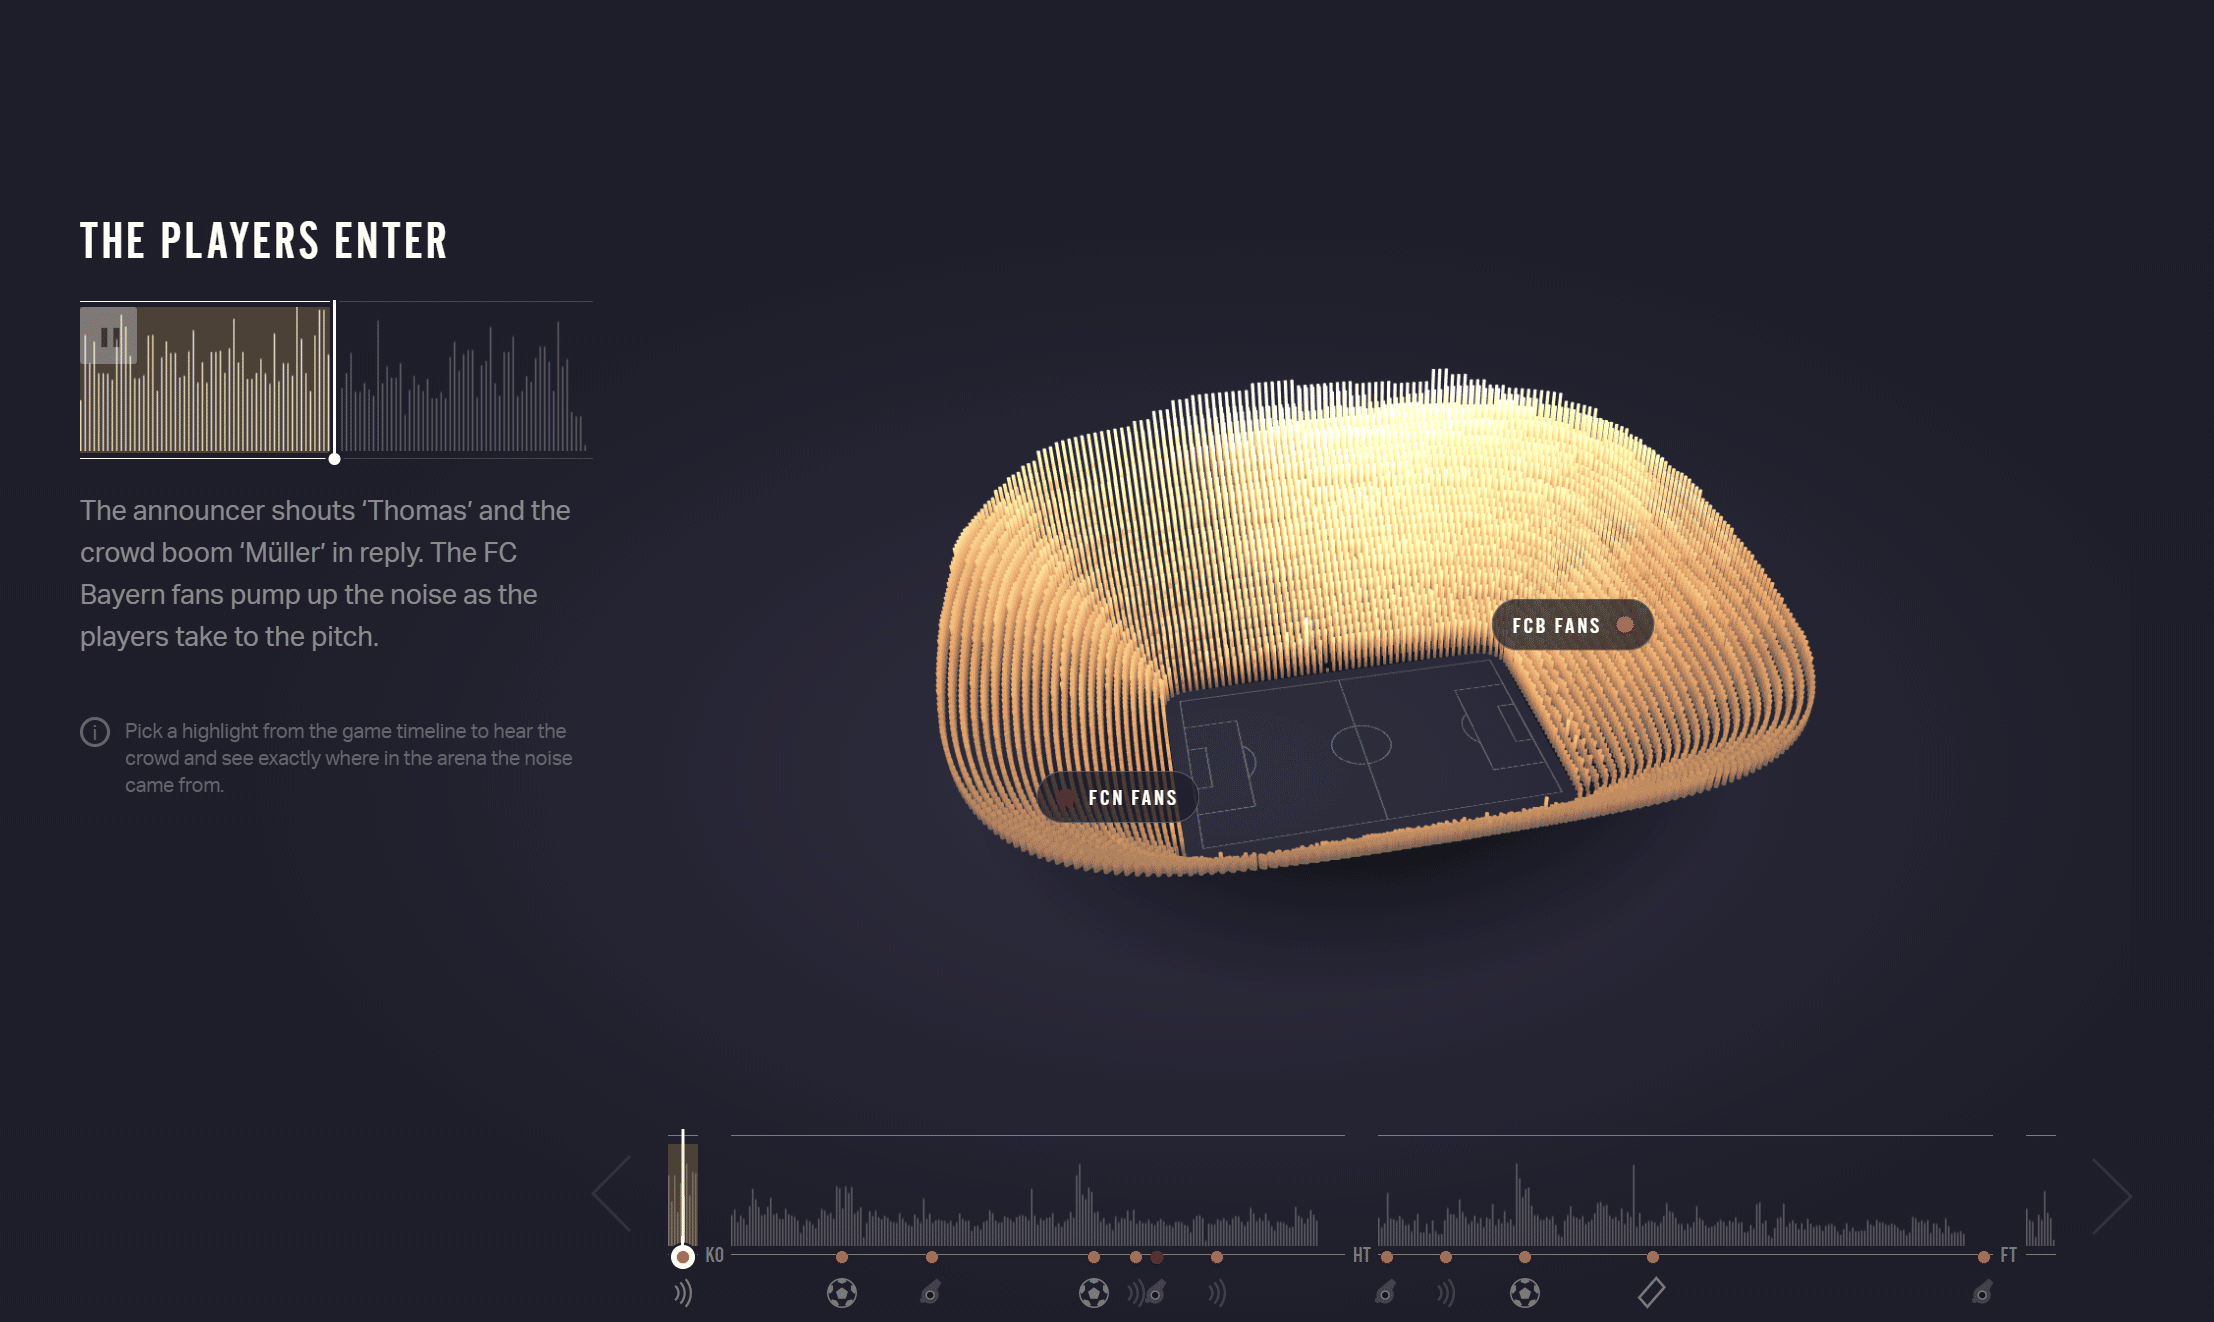 THE PLAYERS ENTER
The announcer shouts ‘Thomas’ and the
crowd boom ‘Müller’ in reply. The FC
Bayern fans pump up the noise as the
players take to the pitch.
i
Pick a highlight from the game timeline to hear the
crowd and see exactly where in the arena the noise
came from.
FCB FANS
FCN FANS
KO
HT
FT